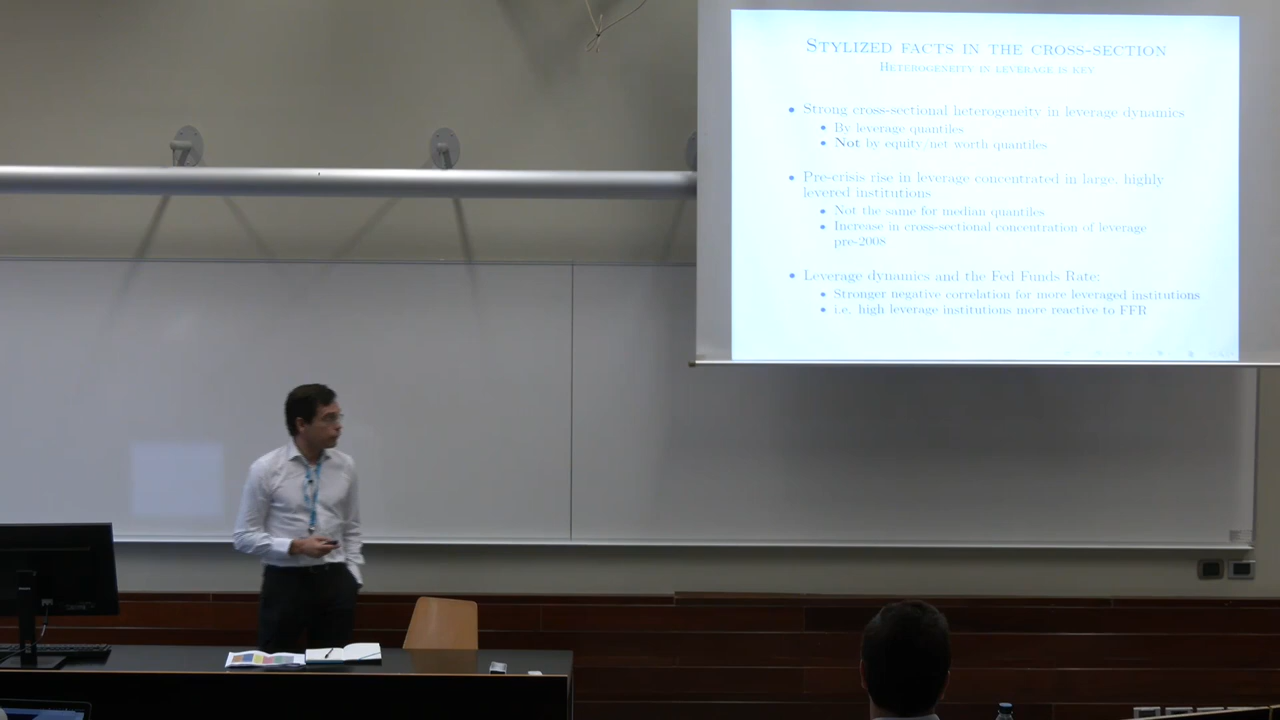 STYLIZED FACTS IN THE CROSS-SECTION
HETEROGENEITY IN LEVERAGE IS KEY
• Strong cross-sectional heterogeneity in leverage dynamics
• By leverage quantiles
• Not by equity/net worth quantiles
• Pre-crisis rise in leverage concentrated in large, highly
levered institutions
• Not the same for median quantiles
• Increase in cross-sectional concentration of leverage
pre-2008
• Leverage dynamics and the Fed Funds Rate:
• Stronger negative correlation for more leveraged institutions
• i.e. high leverage institutions more reactive to FFR